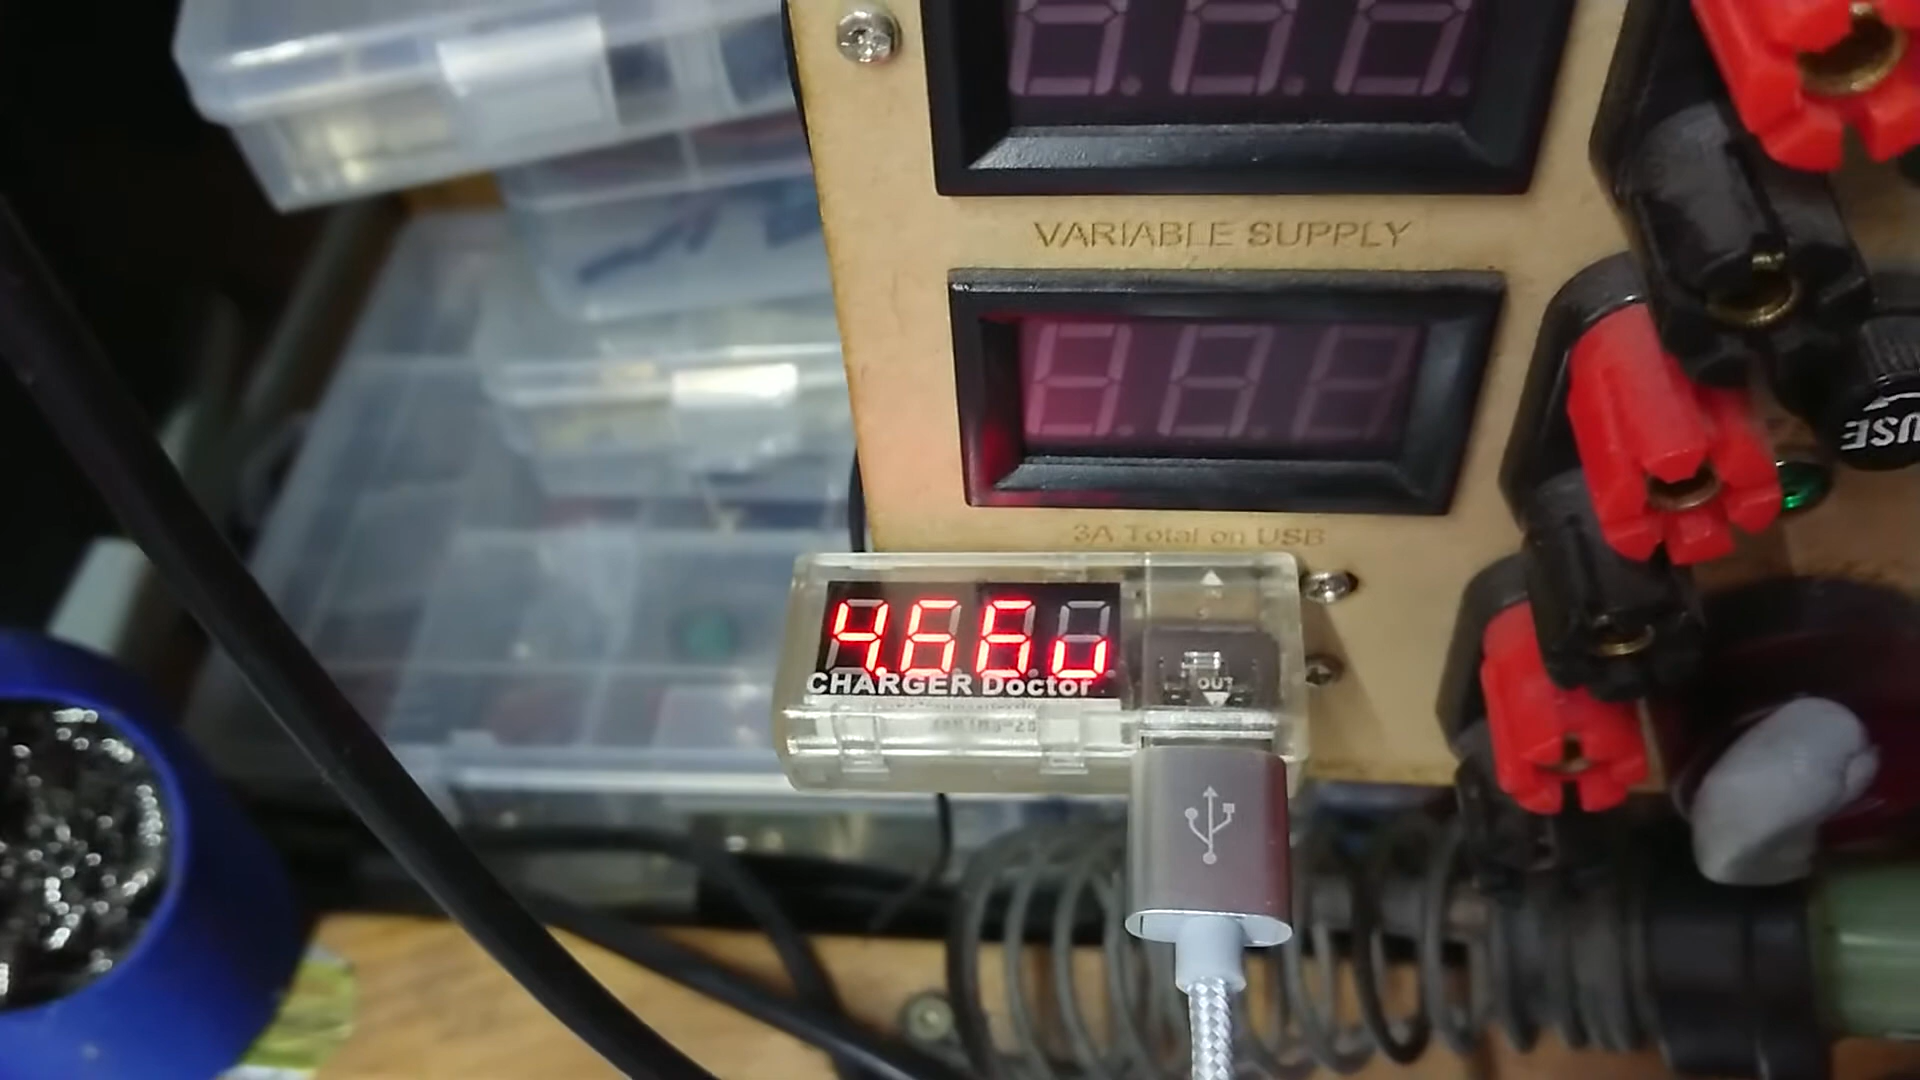 VARIABLE SUPPLY
USE
3A Total on USB
4.66u
CHARGER Doctor
OUT